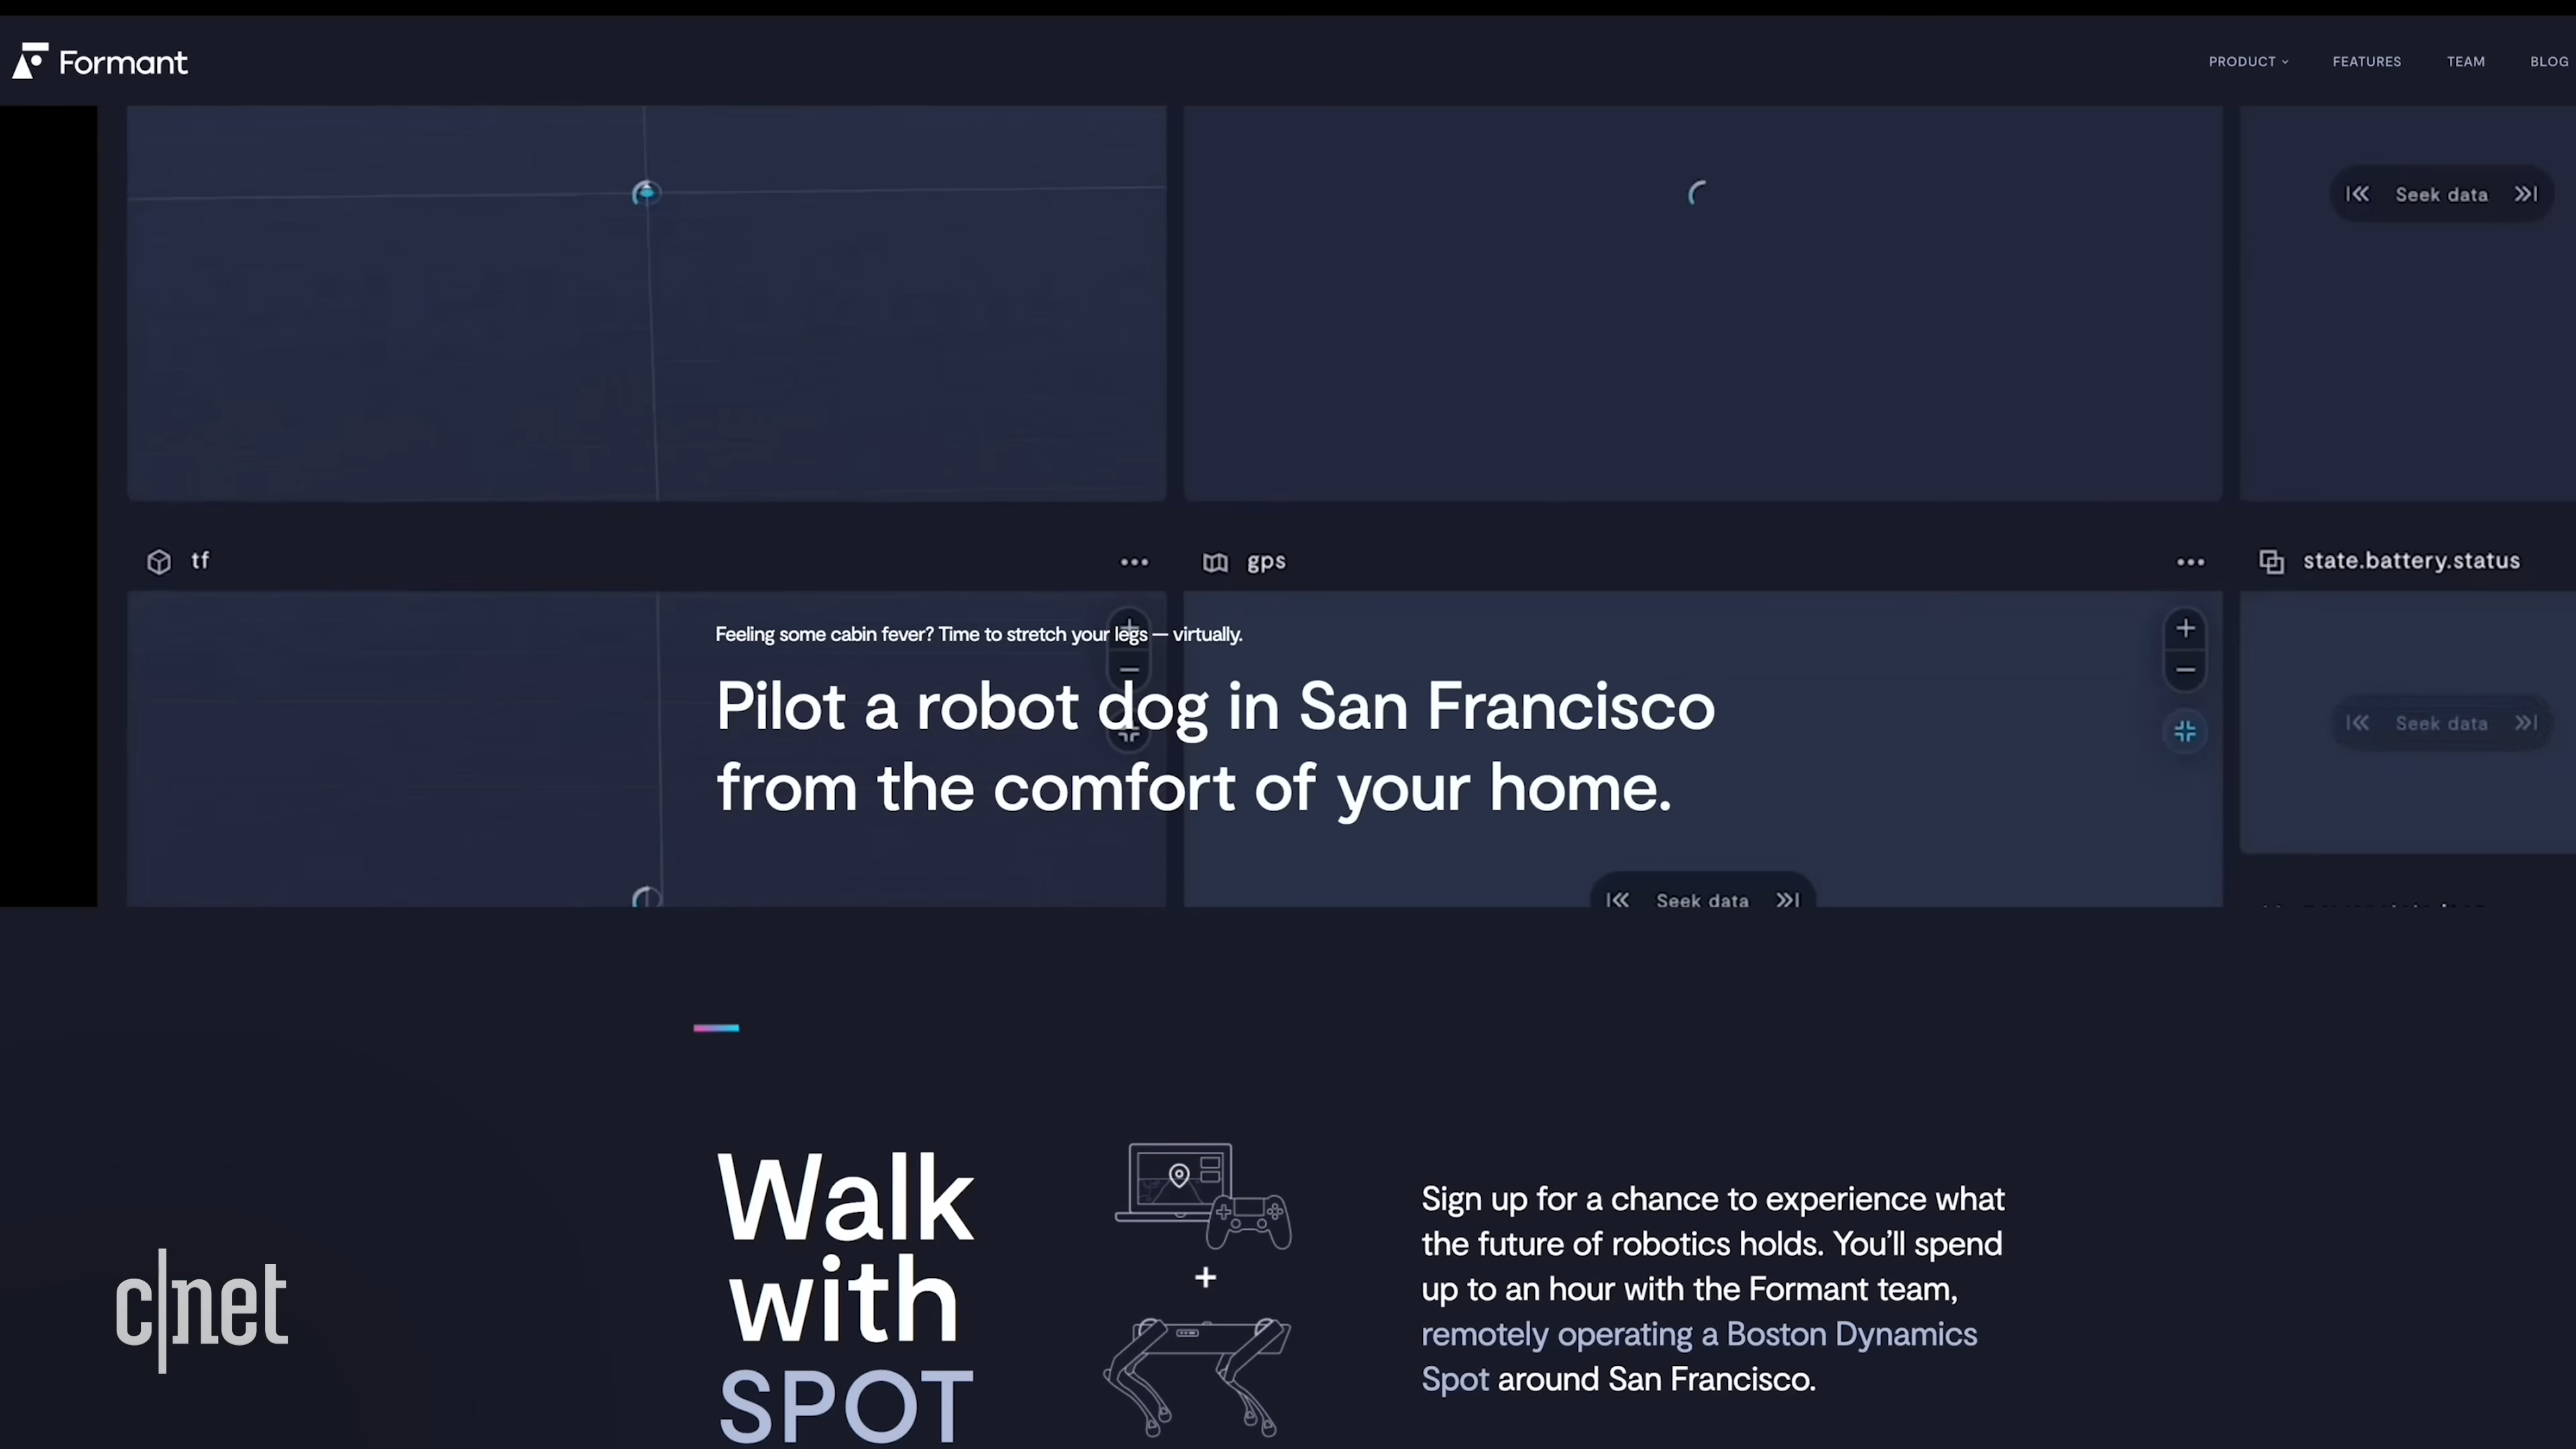 Formant
PRODUCT
FEATURES
TEAM
BLOG
Seek data
tf
gps
state.battery.status
Feeling some cabin fever? Time to stretch your legs — virtually.
Pilot a robot dog in San Francisco
from the comfort of your home.
Seek data
Seek data
Walk
with
SPOT
Sign up for a chance to experience what
the future of robotics holds. You'll spend
up to an hour with the Formant team,
remotely operating a Boston Dynamics
Spot around San Francisco.
c|net